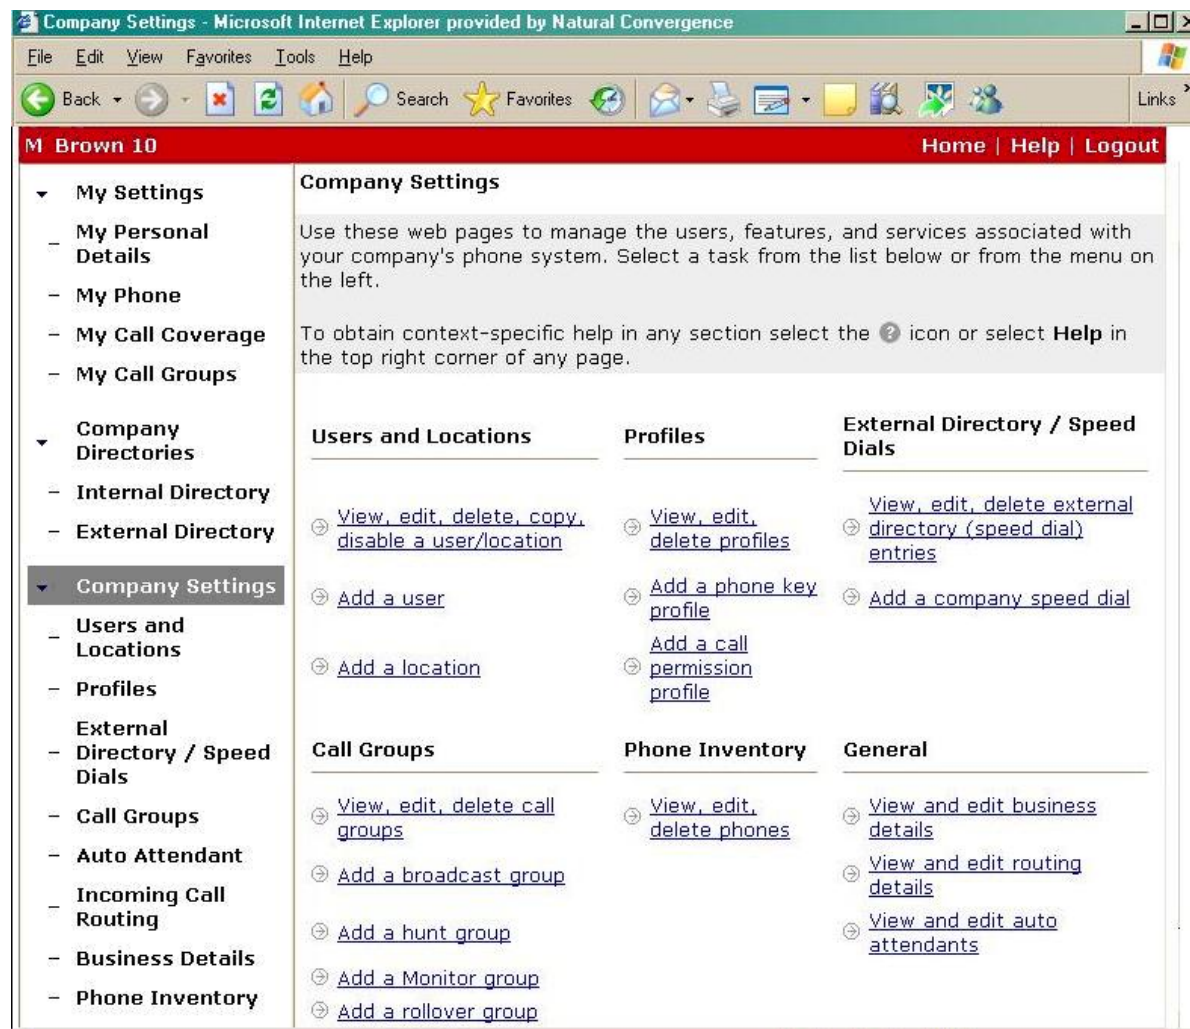 Company Settings - Microsoft Internet Explorer provided by Natural Convergence
File Edit View Favorites Tools Help
Back Search Favorites Links
M Brown 10 Home | Help | Logout
My Settings
My Personal
Details
My Phone
My Call Coverage
My Call Groups
Company
Directories
Internal Directory
External Directory
Company Settings
Users and
Locations
Profiles
External
Directory / Speed
Dials
Call Groups
Auto Attendant
Incoming Call
Routing
Business Details
Phone Inventory
Company Settings
Use these web pages to manage the users, features, and services associated with
your company's phone system. Select a task from the list below or from the menu on
the left.
To obtain context-specific help in any section select the ? icon or select Help in
the top right corner of any page.
Users and Locations
View, edit, delete, copy,
disable a user/location
Add a user
Add a location
Profiles
View, edit,
delete profiles
Add a phone key
profile
Add a call
permission
profile
External Directory / Speed
Dials
View, edit, delete external
directory (speed dial)
entries
Add a company speed dial
Call Groups
View, edit, delete call
groups
Add a broadcast group
Add a hunt group
Add a Monitor group
Add a rollover group
Phone Inventory
View, edit,
delete phones
General
View and edit business
details
View and edit routing
details
View and edit auto
attendants